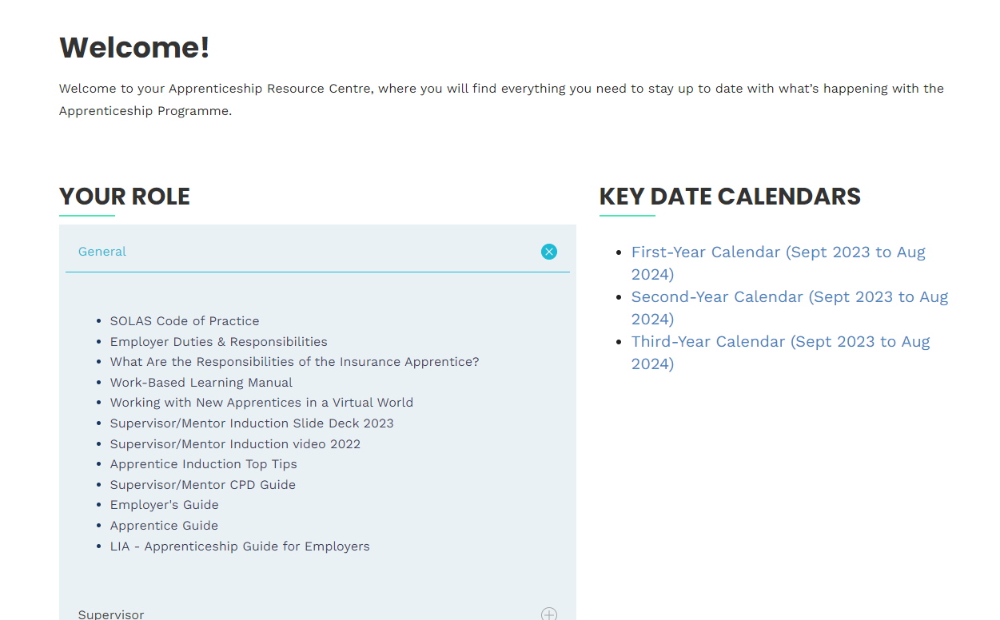 Welcome!
Welcome to your Apprenticeship Resource Centre, where you will find everything you need to stay up to date with what’s happening with the
Apprenticeship Programme.
YOUR ROLE
General
SOLAS Code of Practice
Employer Duties & Responsibilities
What Are the Responsibilities of the Insurance Apprentice?
Work-Based Learning Manual
Working with New Apprentices in a Virtual World
Supervisor/Mentor Induction Slide Deck 2023
Supervisor/Mentor Induction video 2022
Apprentice Induction Top Tips
Supervisor/Mentor CPD Guide
Employer's Guide
Apprentice Guide
LIA - Apprenticeship Guide for Employers
Supervisor
KEY DATE CALENDARS
First-Year Calendar (Sept 2023 to Aug
2024)
Second-Year Calendar (Sept 2023 to Aug
2024)
Third-Year Calendar (Sept 2023 to Aug
2024)